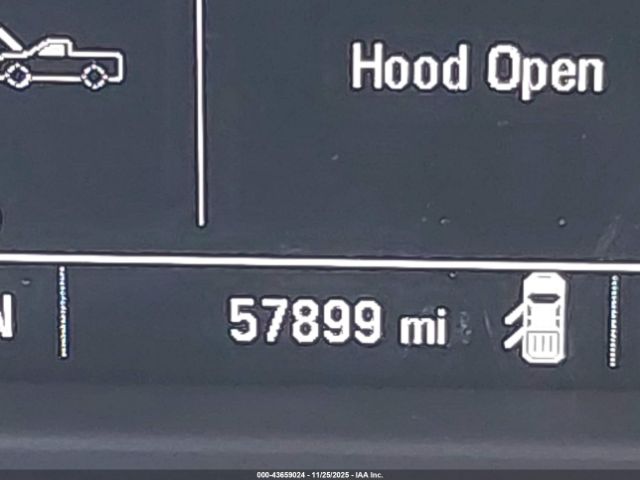 Hood Open
N
57899 mi
000-43659024 - 11/25/2025 - IAA Inc.